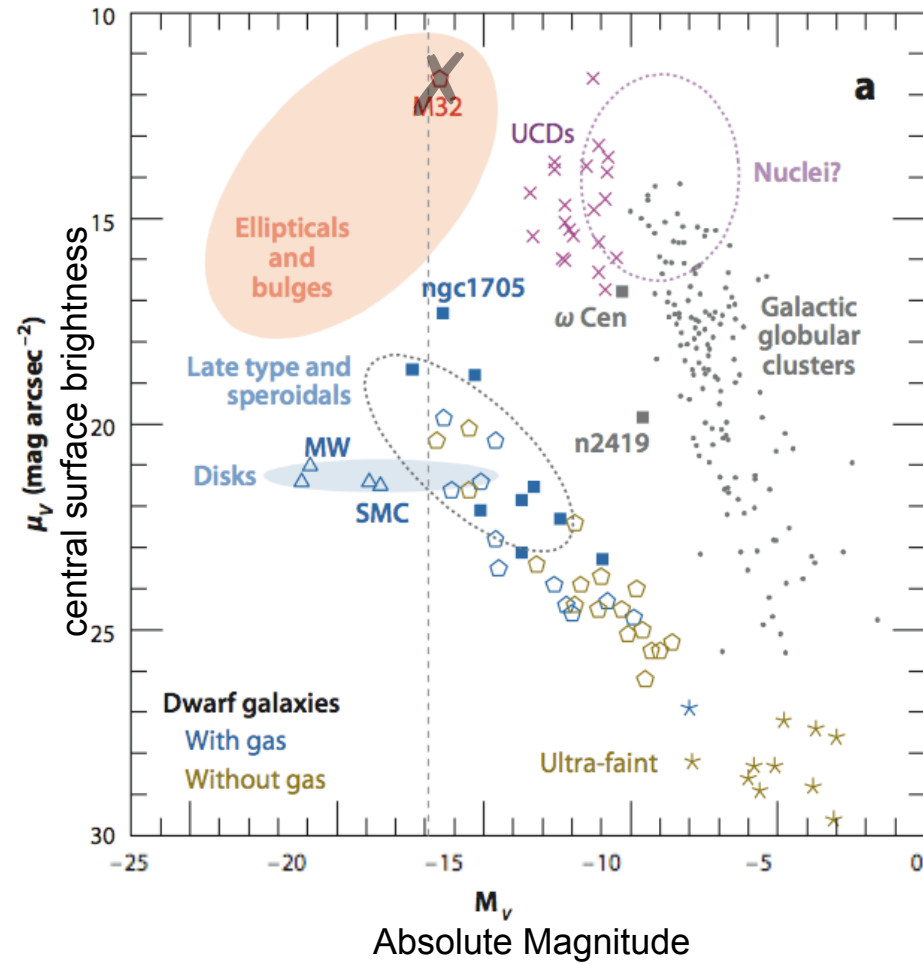 10
a
M32
UCDs
Nuclei?
15
Ellipticals
and
bulges
ngc1705
ω Cen
Galactic
globular
clusters
Late type and
speroidals
20
n2419
MW
Disks
SMC
μv (mag arcsec−2)
central surface brightness
25
Dwarf galaxies
With gas
Without gas
Ultra-faint
30
−25
−20
−15
−10
−5
0
Mv
Absolute Magnitude